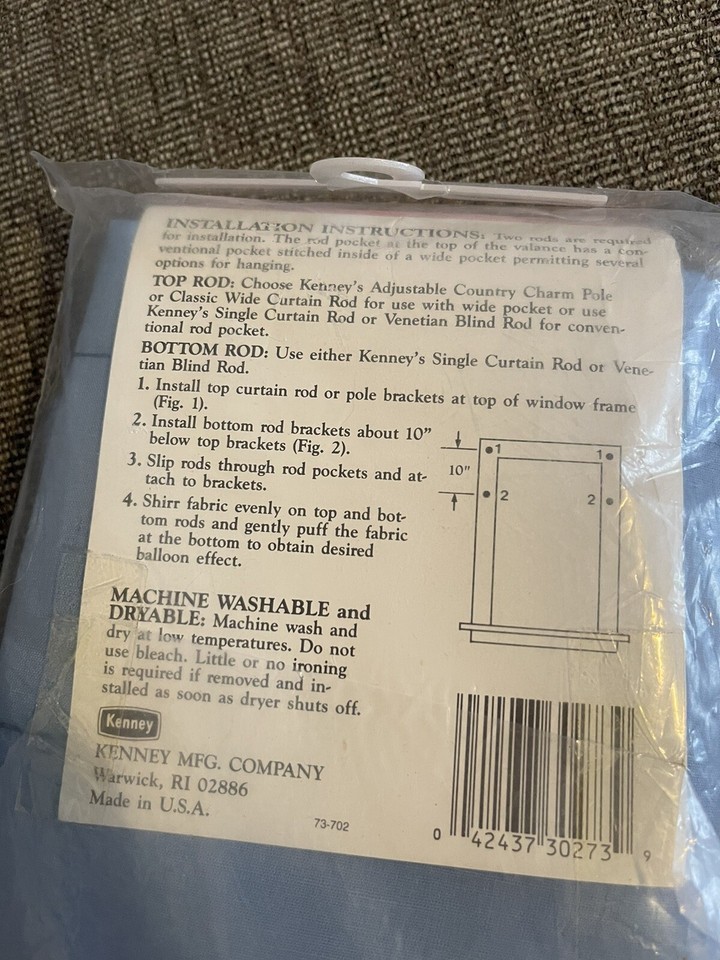 INSTALLATION INSTRUCTIONS: Two rods are required
for installation. The rod pocket at the top of the valance has a con-
ventional pocket stitched inside of a wide pocket permitting several
options for hanging.
TOP ROD: Choose Kenney's Adjustable Country Charm Pole
or Classic Wide Curtain Rod for use with wide pocket or use
Kenney's Single Curtain Rod or Venetian Blind Rod for conven-
tional rod pocket.
BOTTOM ROD: Use either Kenney's Single Curtain Rod or Vene-
tian Blind Rod.
1. Install top curtain rod or pole brackets at top of window frame
(Fig. 1).
2. Install bottom rod brackets about 10"
below top brackets (Fig. 2).
3. Slip rods through rod pockets and at-
tach to brackets.
4. Shirr fabric evenly on top and bot-
tom rods and gently puff the fabric
at the bottom to obtain desired
balloon effect.
1 1
10"
2 2
MACHINE WASHABLE and
DRYABLE: Machine wash and
dry at low temperatures. Do not
use bleach. Little or no ironing
is required if removed and in-
stalled as soon as dryer shuts off.
Kenney
KENNEY MFG. COMPANY
Warwick, RI 02886
Made in U.S.A.
73-702
0 42437 30273 9